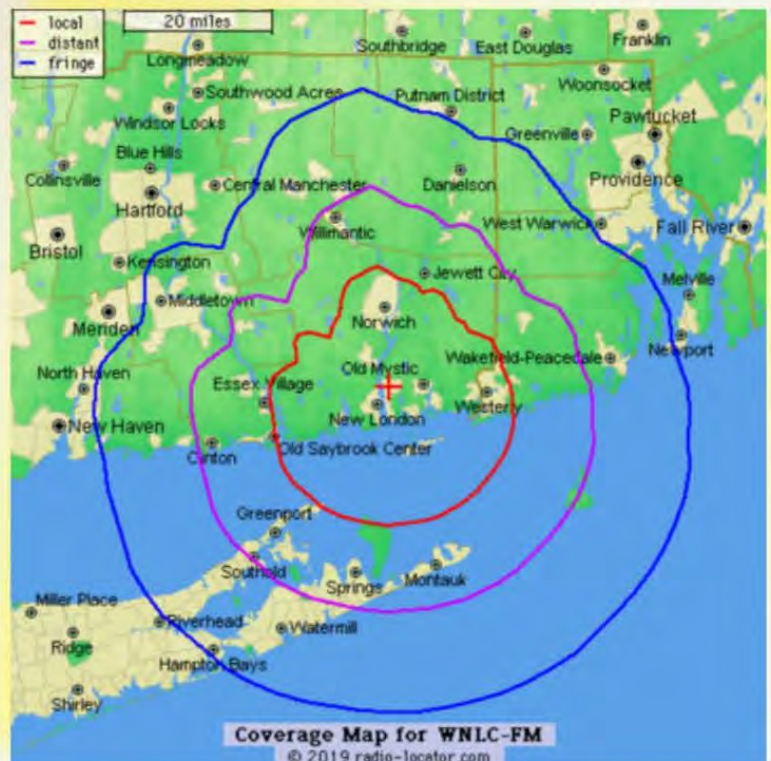 local
distant
fringe
20 miles
Longmeadow
Southbridge
East Douglas
Franklin
Southwood Acres
Putnam District
Woonsocket
Windsor Locks
Greenville
Pawtucket
Blue Hills
Collinsville
Central Manchester
Danielson
Providence
Hartford
Willimantic
West Warwick
Fall River
Bristol
Kensington
Jewett City
Melville
Middletown
Meriden
Norwich
Newport
North Haven
Essex Village
Old Mystic
Wakefield-Peacedale
New Haven
New London
Westerly
Clinton
Old Saybrook Center
Greenport
Southold
Springs
Montauk
Miller Place
Riverhead
Watermill
Ridge
Hampton Bays
Shirley
Coverage Map for WNLC-FM
© 2019 radio-locator.com